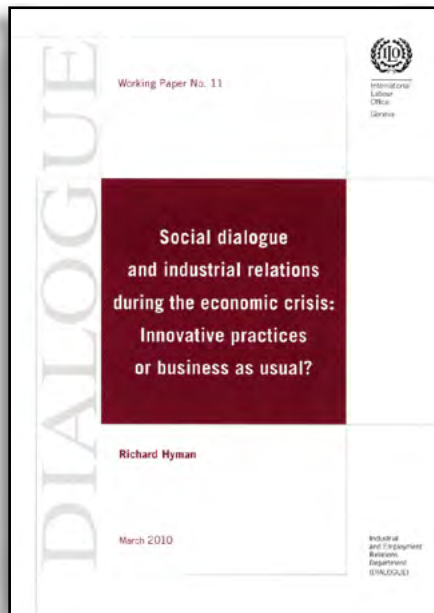 DIALOGUE
Working Paper No. 11
ILO
International
Labour
Office
Geneva
Social dialogue
and industrial relations
during the economic crisis:
Innovative practices
or business as usual?
Richard Hyman
March 2010
Industrial
and Employment
Relations
Department
(DIALOGUE)